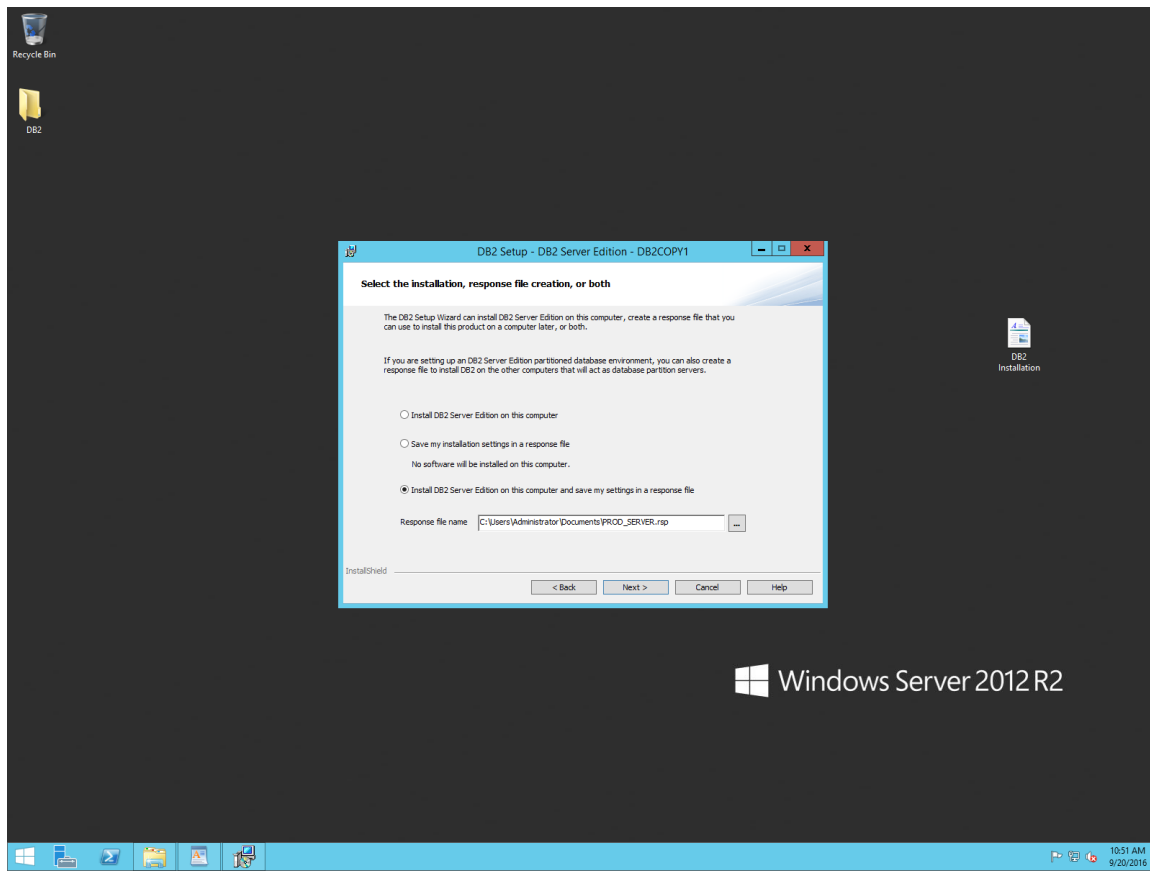 Recycle Bin
DB2
DB2 Setup - DB2 Server Edition - DB2COPY1
Select the installation, response file creation, or both
The DB2 Setup Wizard can install DB2 Server Edition on this computer, create a response file that you
can use to install this product on a computer later, or both.
If you are setting up an DB2 Server Edition partitioned database environment, you can also create a
response file to install DB2 on the other computers that will act as database partition servers.
Install DB2 Server Edition on this computer
Save my installation settings in a response file
No software will be installed on this computer.
Install DB2 Server Edition on this computer and save my settings in a response file
Response file name C:\Users\Administrator\Documents\PROD_SERVER.rsp ...
InstallShield
< Back Next > Cancel Help
DB2
Installation
Windows Server 2012 R2
10:51 AM
9/20/2016